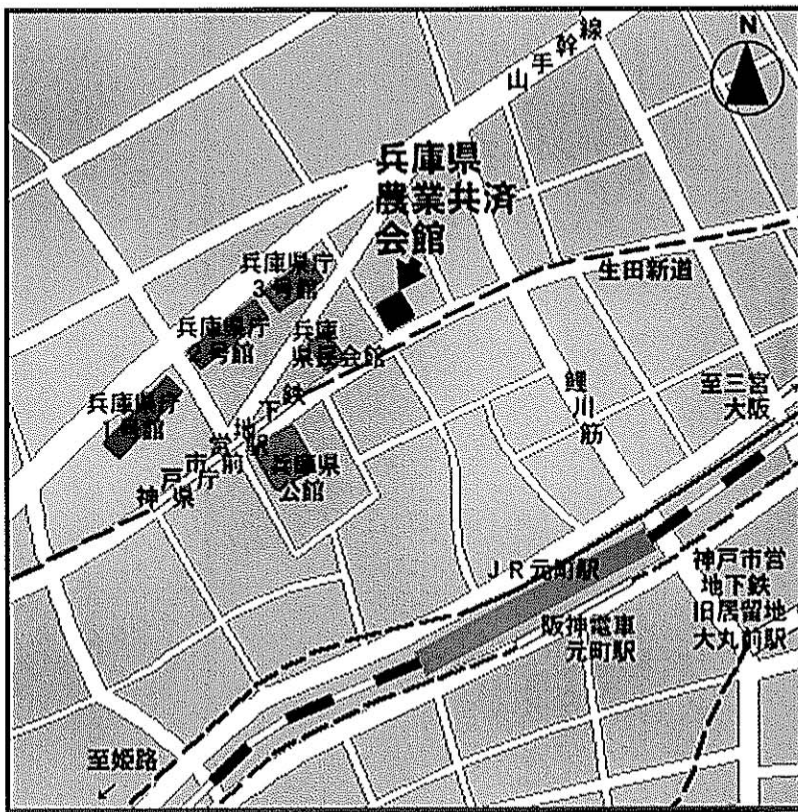 N
山手幹線
兵庫県
農業共済
会館
生田新道
兵庫県庁
3号館
兵庫県庁
号館
兵庫
県民会館
兵庫県庁
1号館
神戸市営地下鉄
県庁前駅
兵庫県
公館
鯉川筋
至三宮
大阪
JR元町駅
阪神電車
元町駅
神戸市営
地下鉄
旧居留地
大丸前駅
至姫路